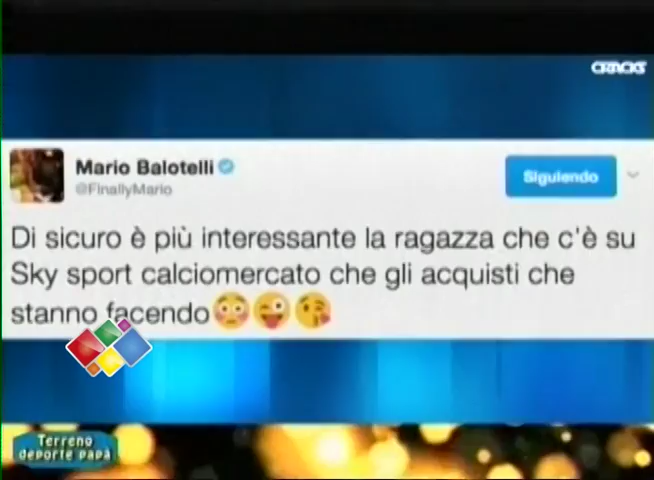 CRACKS
Mario Balotelli
@FinallyMario
Siguiendo
Di sicuro è più interessante la ragazza che c'è su
Sky sport calciomercato che gli acquisti che
stanno facendo😳😜😘
Terreno
deporte papá